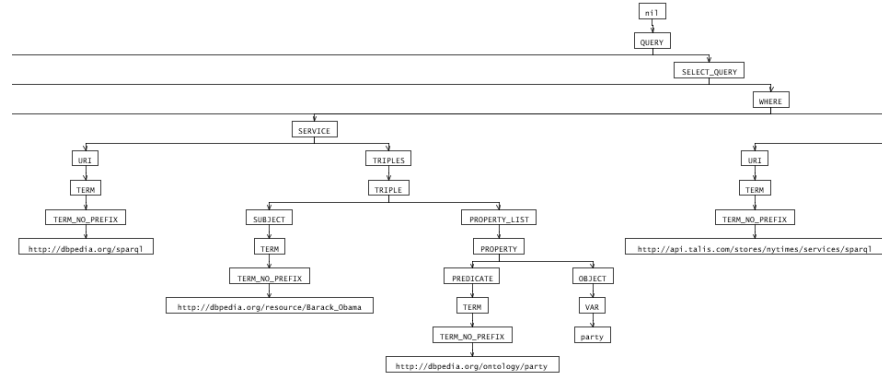 nil
QUERY
SELECT_QUERY
WHERE
SERVICE
URI TRIPLES URI
TERM TRIPLE TERM
TERM_NO_PREFIX SUBJECT PROPERTY_LIST TERM_NO_PREFIX
http://dbpedia.org/sparql TERM PROPERTY http://api.talis.com/stores/nytimes/services/sparql
TERM_NO_PREFIX PREDICATE OBJECT
http://dbpedia.org/resource/Barack_Obama TERM VAR
TERM_NO_PREFIX party
http://dbpedia.org/ontology/party